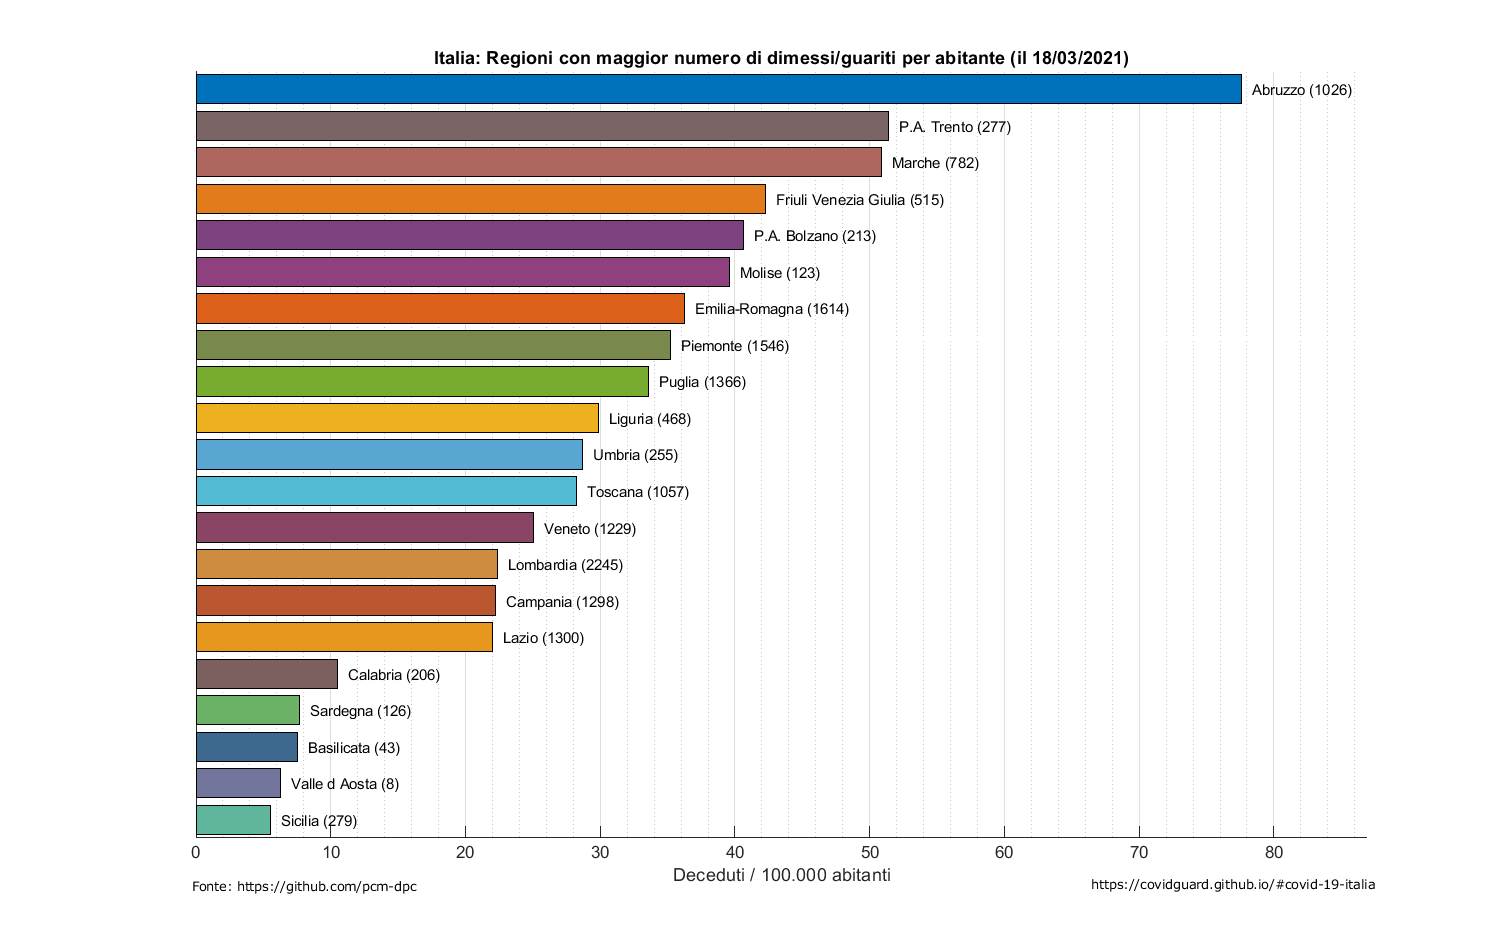 Italia: Regioni con maggior numero di dimessi/guariti per abitante (il 18/03/2021)
Abruzzo (1026)
P.A. Trento (277)
Marche (782)
Friuli Venezia Giulia (515)
P.A. Bolzano (213)
Molise (123)
Emilia-Romagna (1614)
Piemonte (1546)
Puglia (1366)
Liguria (468)
Umbria (255)
Toscana (1057)
Veneto (1229)
Lombardia (2245)
Campania (1298)
Lazio (1300)
Calabria (206)
Sardegna (126)
Basilicata (43)
Valle d Aosta (8)
Sicilia (279)
0 10 20 30 40 50 60 70 80
Deceduti / 100.000 abitanti
Fonte: https://github.com/pcm-dpc
https://covidguard.github.io/#covid-19-italia